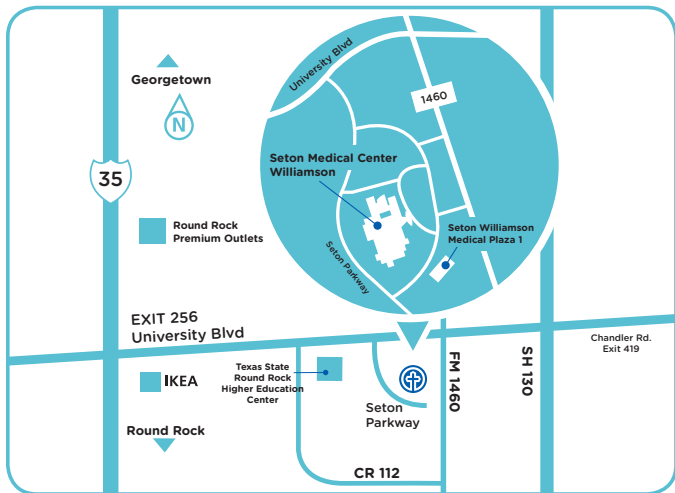 University Blvd
Georgetown
N
1460
35
Seton Medical Center
Williamson
Round Rock
Premium Outlets
Seton Williamson
Medical Plaza 1
Seton Parkway
EXIT 256
University Blvd
Chandler Rd.
Exit 419
FM 1460
SH 130
Texas State
Round Rock
Higher Education
Center
IKEA
Seton
Parkway
Round Rock
CR 112